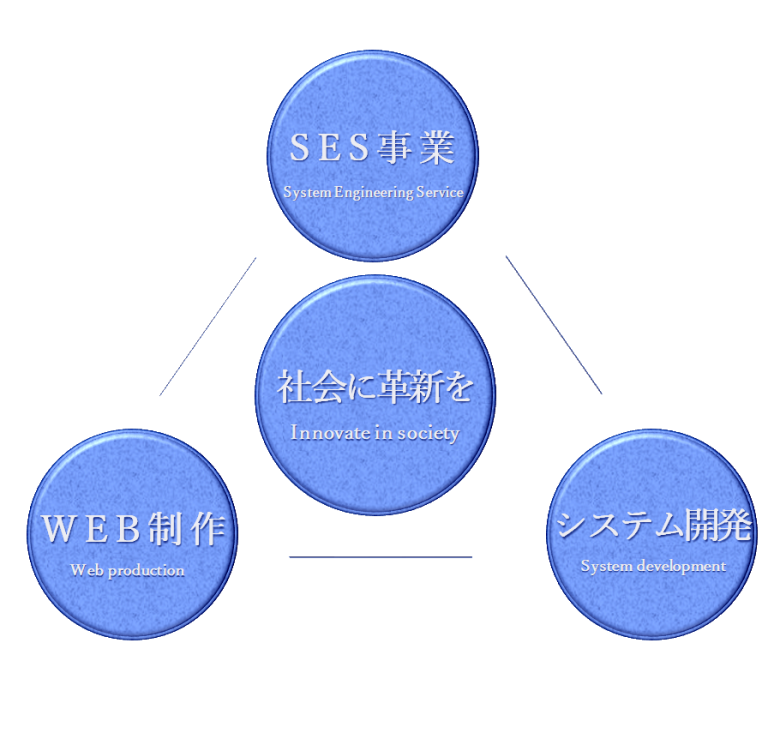 SES事業
System Engineering Service
社会に革新を
Innovate in society
WEB制作
Web production
システム開発
System development